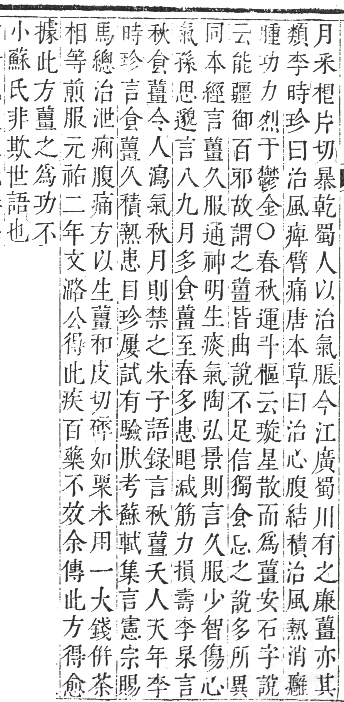 月采根片切暴乾蜀人以治氣脹今江廣蜀川有之廉薑亦其
類李時珍曰治風痺臂痛唐本草曰治心腹結積治風熱消癰
腫功力烈于鬱金○春秋運斗樞云璇星散而為薑安石字說
云能疆御百邪故謂之薑皆曲說不足信獨食忌之說多所異
同本經言薑久服通神明生痰氣陶弘景則言久服少智傷心
氣孫思邈言八九月多食薑至春多患眼減筋力損壽李杲言
秋食薑令人瀉氣秋月則禁之朱子語錄言秋薑夭人天年李
時珍言食薑久積熱患目珍屢試有驗肰考蘇軾集言憲宗賜
馬總治泄痢腹痛方以生薑和皮切碎如粟米用一大錢併茶
相等煎服元祐二年文潞公得此疾百藥不效余傳此方得愈
據此方薑之為功不
小蘇氏非欺世語也